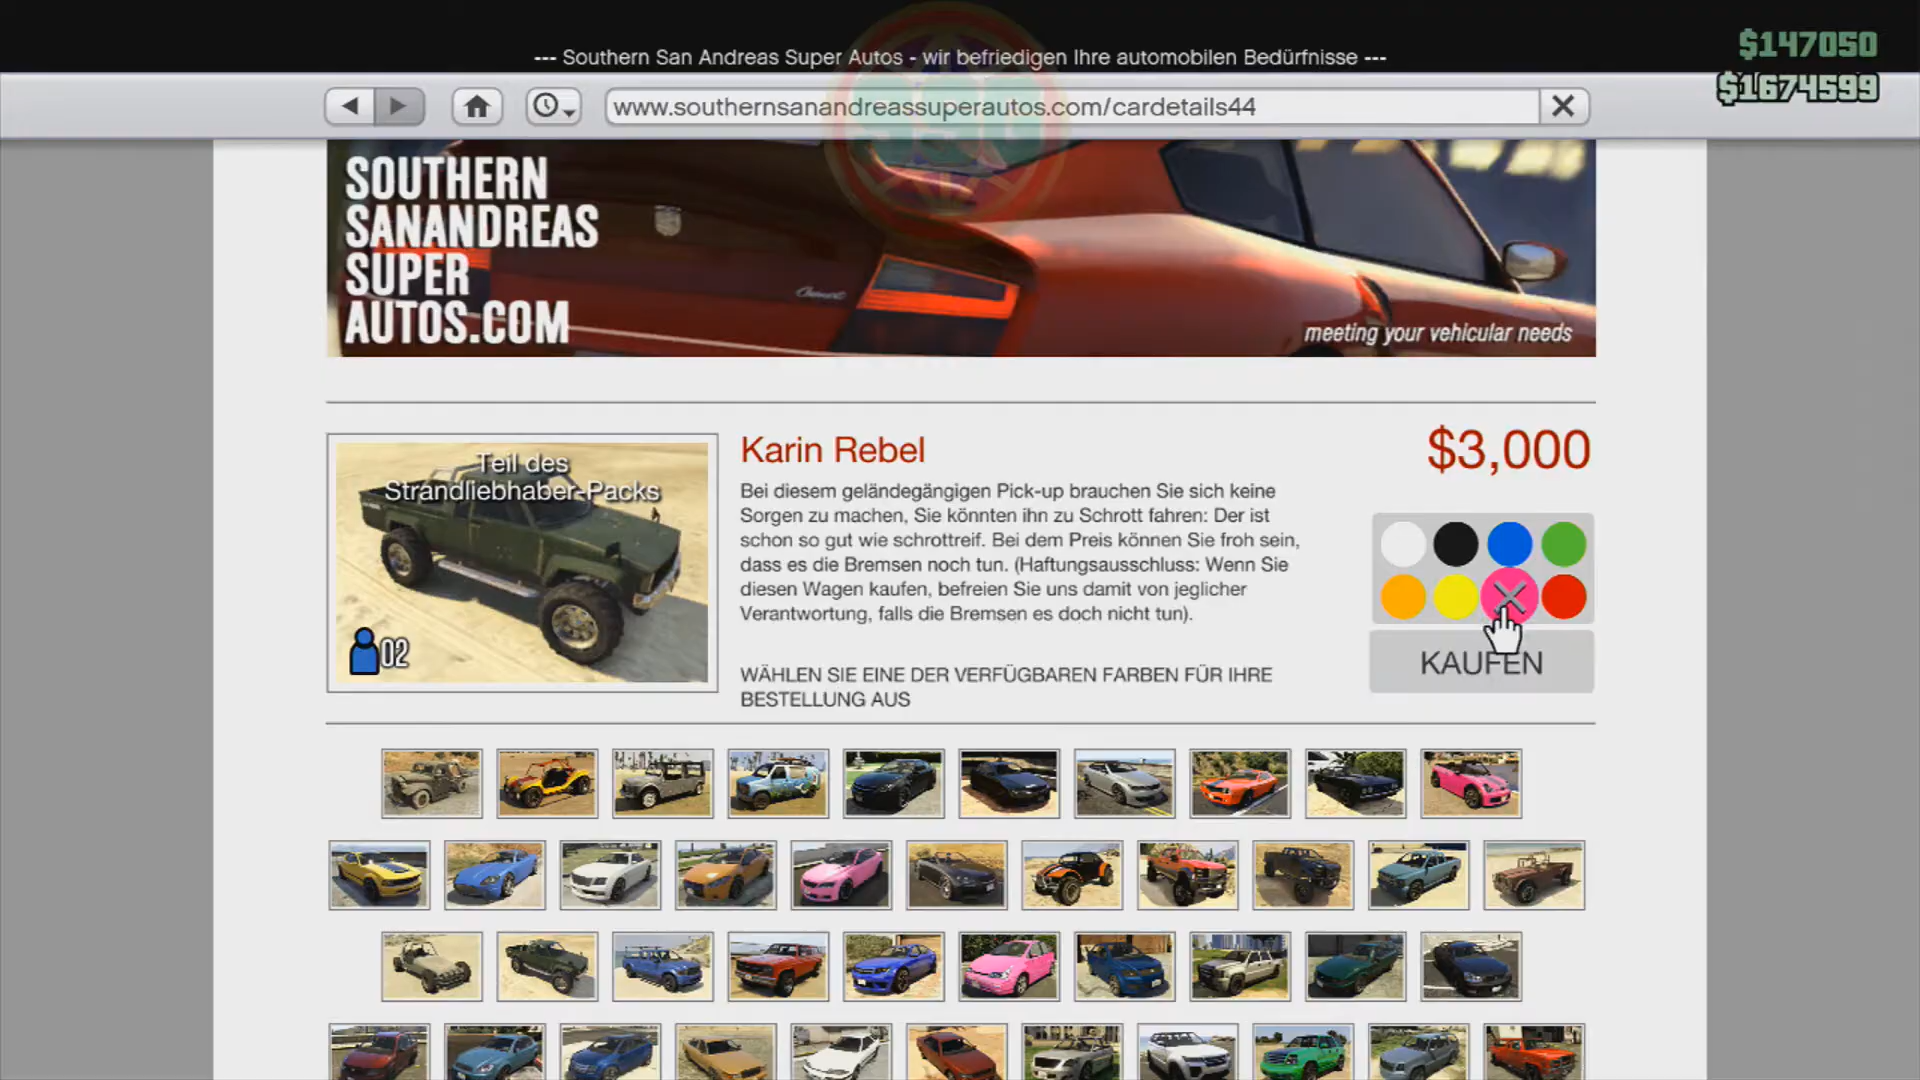 --- Southern San Andreas Super Autos - wir befriedigen Ihre automobilen Bedürfnisse ---
$147050
$1674599
www.southernsanandreassuperautos.com/cardetails44
SOUTHERN
SANANDREAS
SUPER
AUTOS.COM
meeting your vehicular needs
Teil des
Strandliebhaber-Packs
02
Karin Rebel
$3,000
Bei diesem geländegängigen Pick-up brauchen Sie sich keine
Sorgen zu machen, Sie könnten ihn zu Schrott fahren: Der ist
schon so gut wie schrottreif. Bei dem Preis können Sie froh sein,
dass es die Bremsen noch tun. (Haftungsausschluss: Wenn Sie
diesen Wagen kaufen, befreien Sie uns damit von jeglicher
Verantwortung, falls die Bremsen es doch nicht tun).
WÄHLEN SIE EINE DER VERFÜGBAREN FARBEN FÜR IHRE
BESTELLUNG AUS
KAUFEN